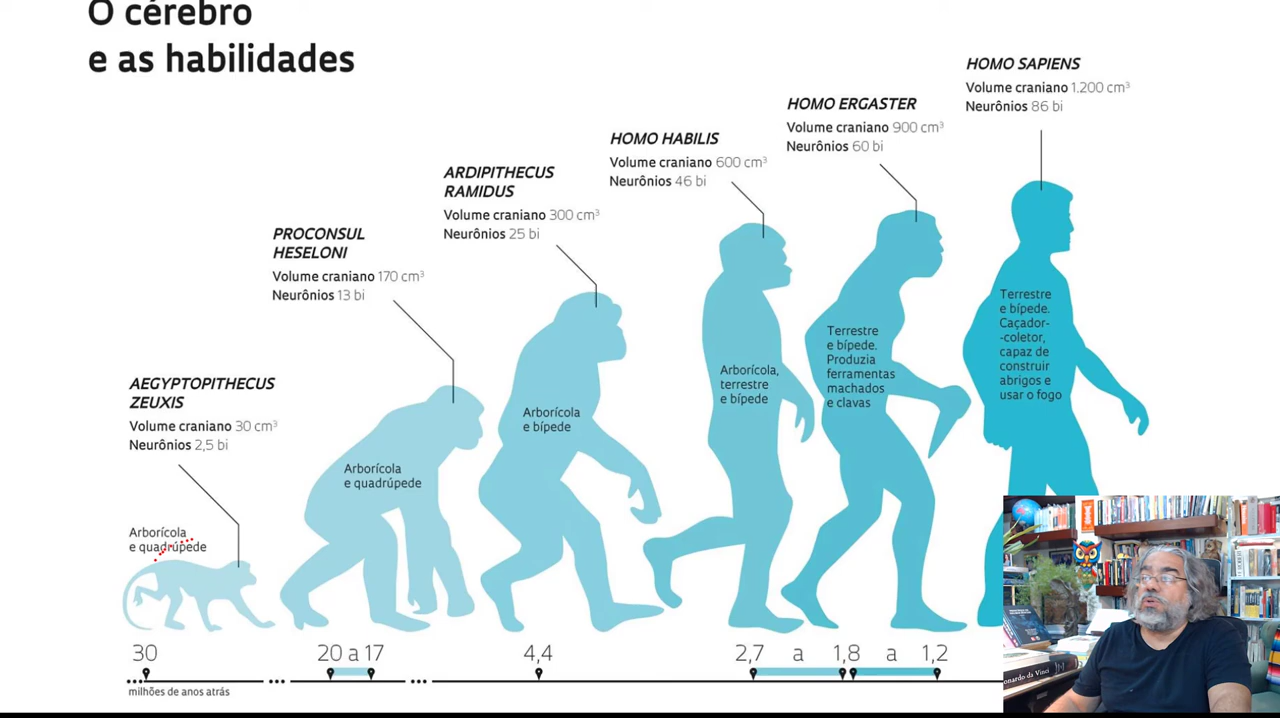 O cérebro
e as habilidades
HOMO SAPIENS
Volume craniano 1.200 cm³
Neurônios 86 bi
HOMO ERGASTER
Volume craniano 900 cm³
Neurônios 60 bi
HOMO HABILIS
Volume craniano 600 cm³
Neurônios 46 bi
ARDIPITHECUS
RAMIDUS
Volume craniano 300 cm³
Neurônios 25 bi
PROCONSUL
HESELONI
Volume craniano 170 cm³
Neurônios 13 bi
AEGYPTOPITHECUS
ZEUXIS
Volume craniano 30 cm³
Neurônios 2,5 bi
Arborícola
e quadrúpede
Arborícola
e quadrúpede
Arborícola
e bípede
Arborícola,
terrestre
e bípede
Terrestre
e bípede.
Produzia
ferramentas
machados
e clavas
Terrestre
e bípede.
Caçador-
-coletor,
capaz de
construir
abrigos e
usar o fogo
30
20 a 17
4,4
2,7 a 1,8 a 1,2
milhões de anos atrás
onardo da Vinci